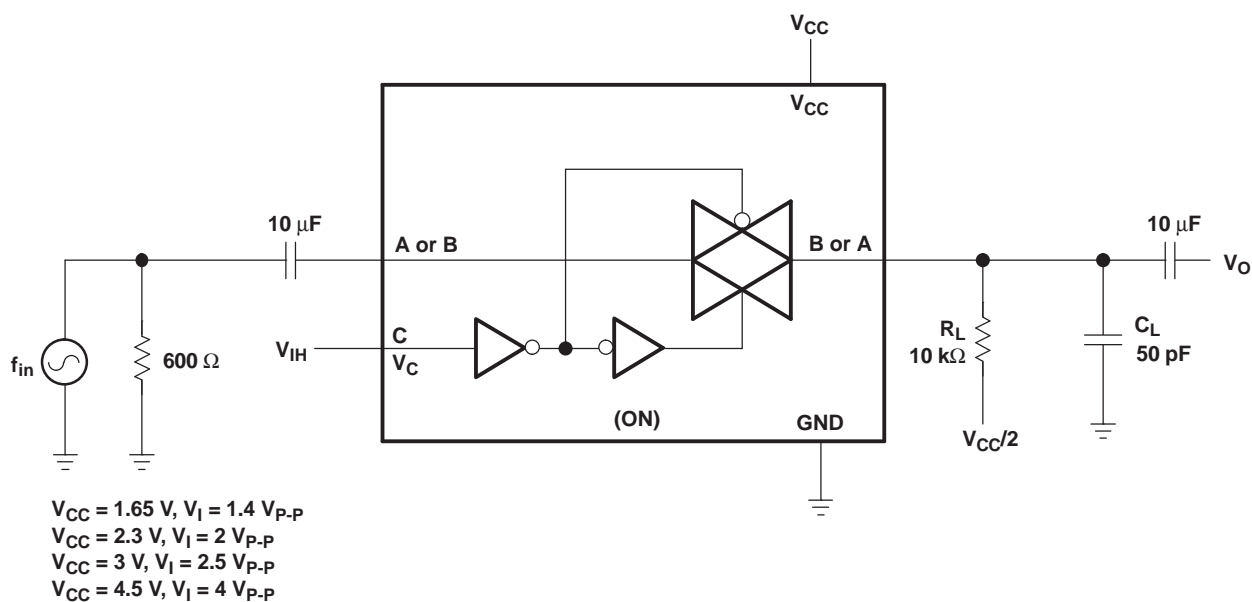 VCC
VCC
10 μF
A or B
B or A
10 μF
VO
fin
600 Ω
VIH
C
VC
RL
10 kΩ
CL
50 pF
(ON)
GND
VCC/2
VCC = 1.65 V, VI = 1.4 VP-P
VCC = 2.3 V, VI = 2 VP-P
VCC = 3 V, VI = 2.5 VP-P
VCC = 4.5 V, VI = 4 VP-P